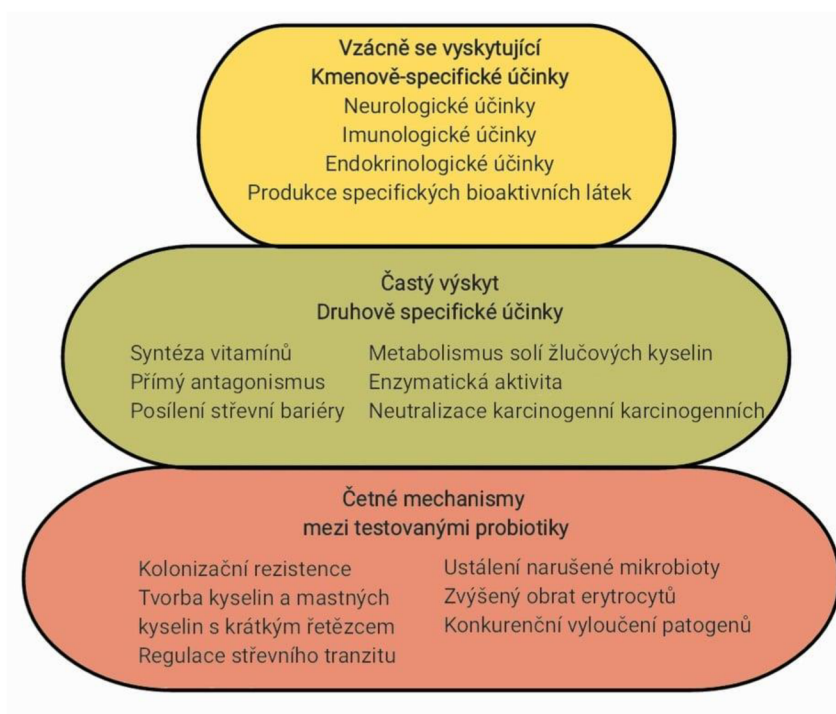 Vzácně se vyskytující
Kmenově-specifické účinky
Neurologické účinky
Imunologické účinky
Endokrinologické účinky
Produkce specifických bioaktivních látek
Častý výskyt
Druhově specifické účinky
Syntéza vitamínů
Přímý antagonismus
Posílení střevní bariéry
Metabolismus solí žlučových kyselin
Enzymatická aktivita
Neutralizace karcinogenní karcinogenních
Četné mechanismy
mezi testovanými probiotiky
Kolonizační rezistence
Tvorba kyselin a mastných
kyselin s krátkým řetězcem
Regulace střevního tranzitu
Ustálení narušené mikrobioty
Zvýšený obrat erytrocytů
Konkurenční vyloučení patogenů